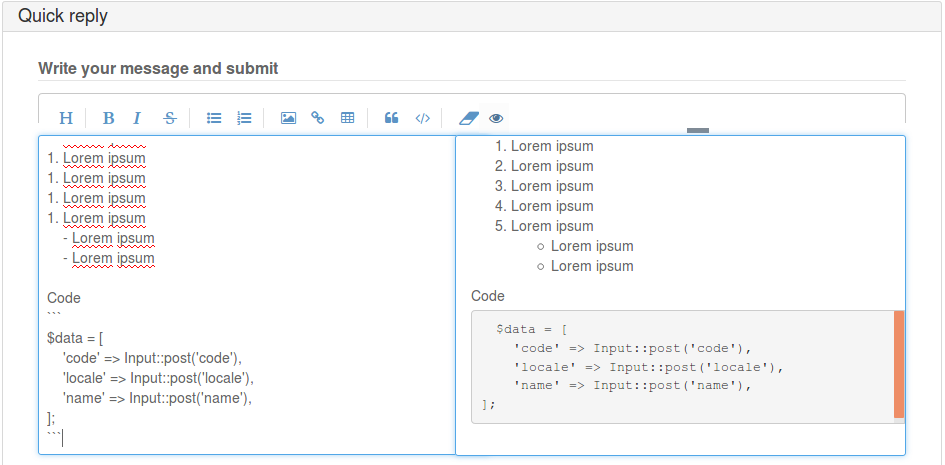 Quick reply
Write your message and submit
H B I S
1. Lorem ipsum
1. Lorem ipsum
1. Lorem ipsum
1. Lorem ipsum
- Lorem ipsum
- Lorem ipsum
Code
```
$data = [
'code' => Input::post('code'),
'locale' => Input::post('locale'),
'name' => Input::post('name'),
];
```
1. Lorem ipsum
2. Lorem ipsum
3. Lorem ipsum
4. Lorem ipsum
5. Lorem ipsum
Lorem ipsum
Lorem ipsum
Code
$data = [
'code' => Input::post('code'),
'locale' => Input::post('locale'),
'name' => Input::post('name'),
];